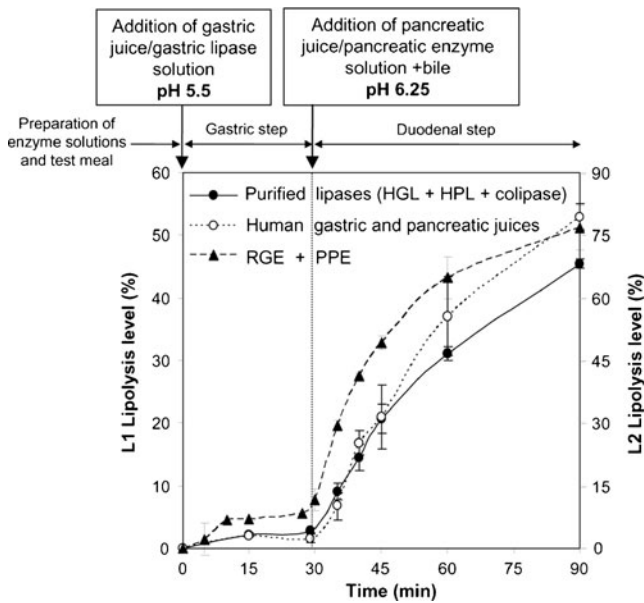 Addition of gastric
juice/gastric lipase
solution
pH 5.5
Addition of pancreatic
juice/pancreatic enzyme
solution +bile
pH 6.25
Preparation of
enzyme solutions
and test meal
Gastric step
Duodenal step
60
50
40
30
20
10
0
L1 Lipolysis level (%)
Purified lipases (HGL + HPL + colipase)
Human gastric and pancreatic juices
RGE + PPE
90
75
60
45
30
15
0
L2 Lipolysis level (%)
0 15 30 45 60 75 90
Time (min)